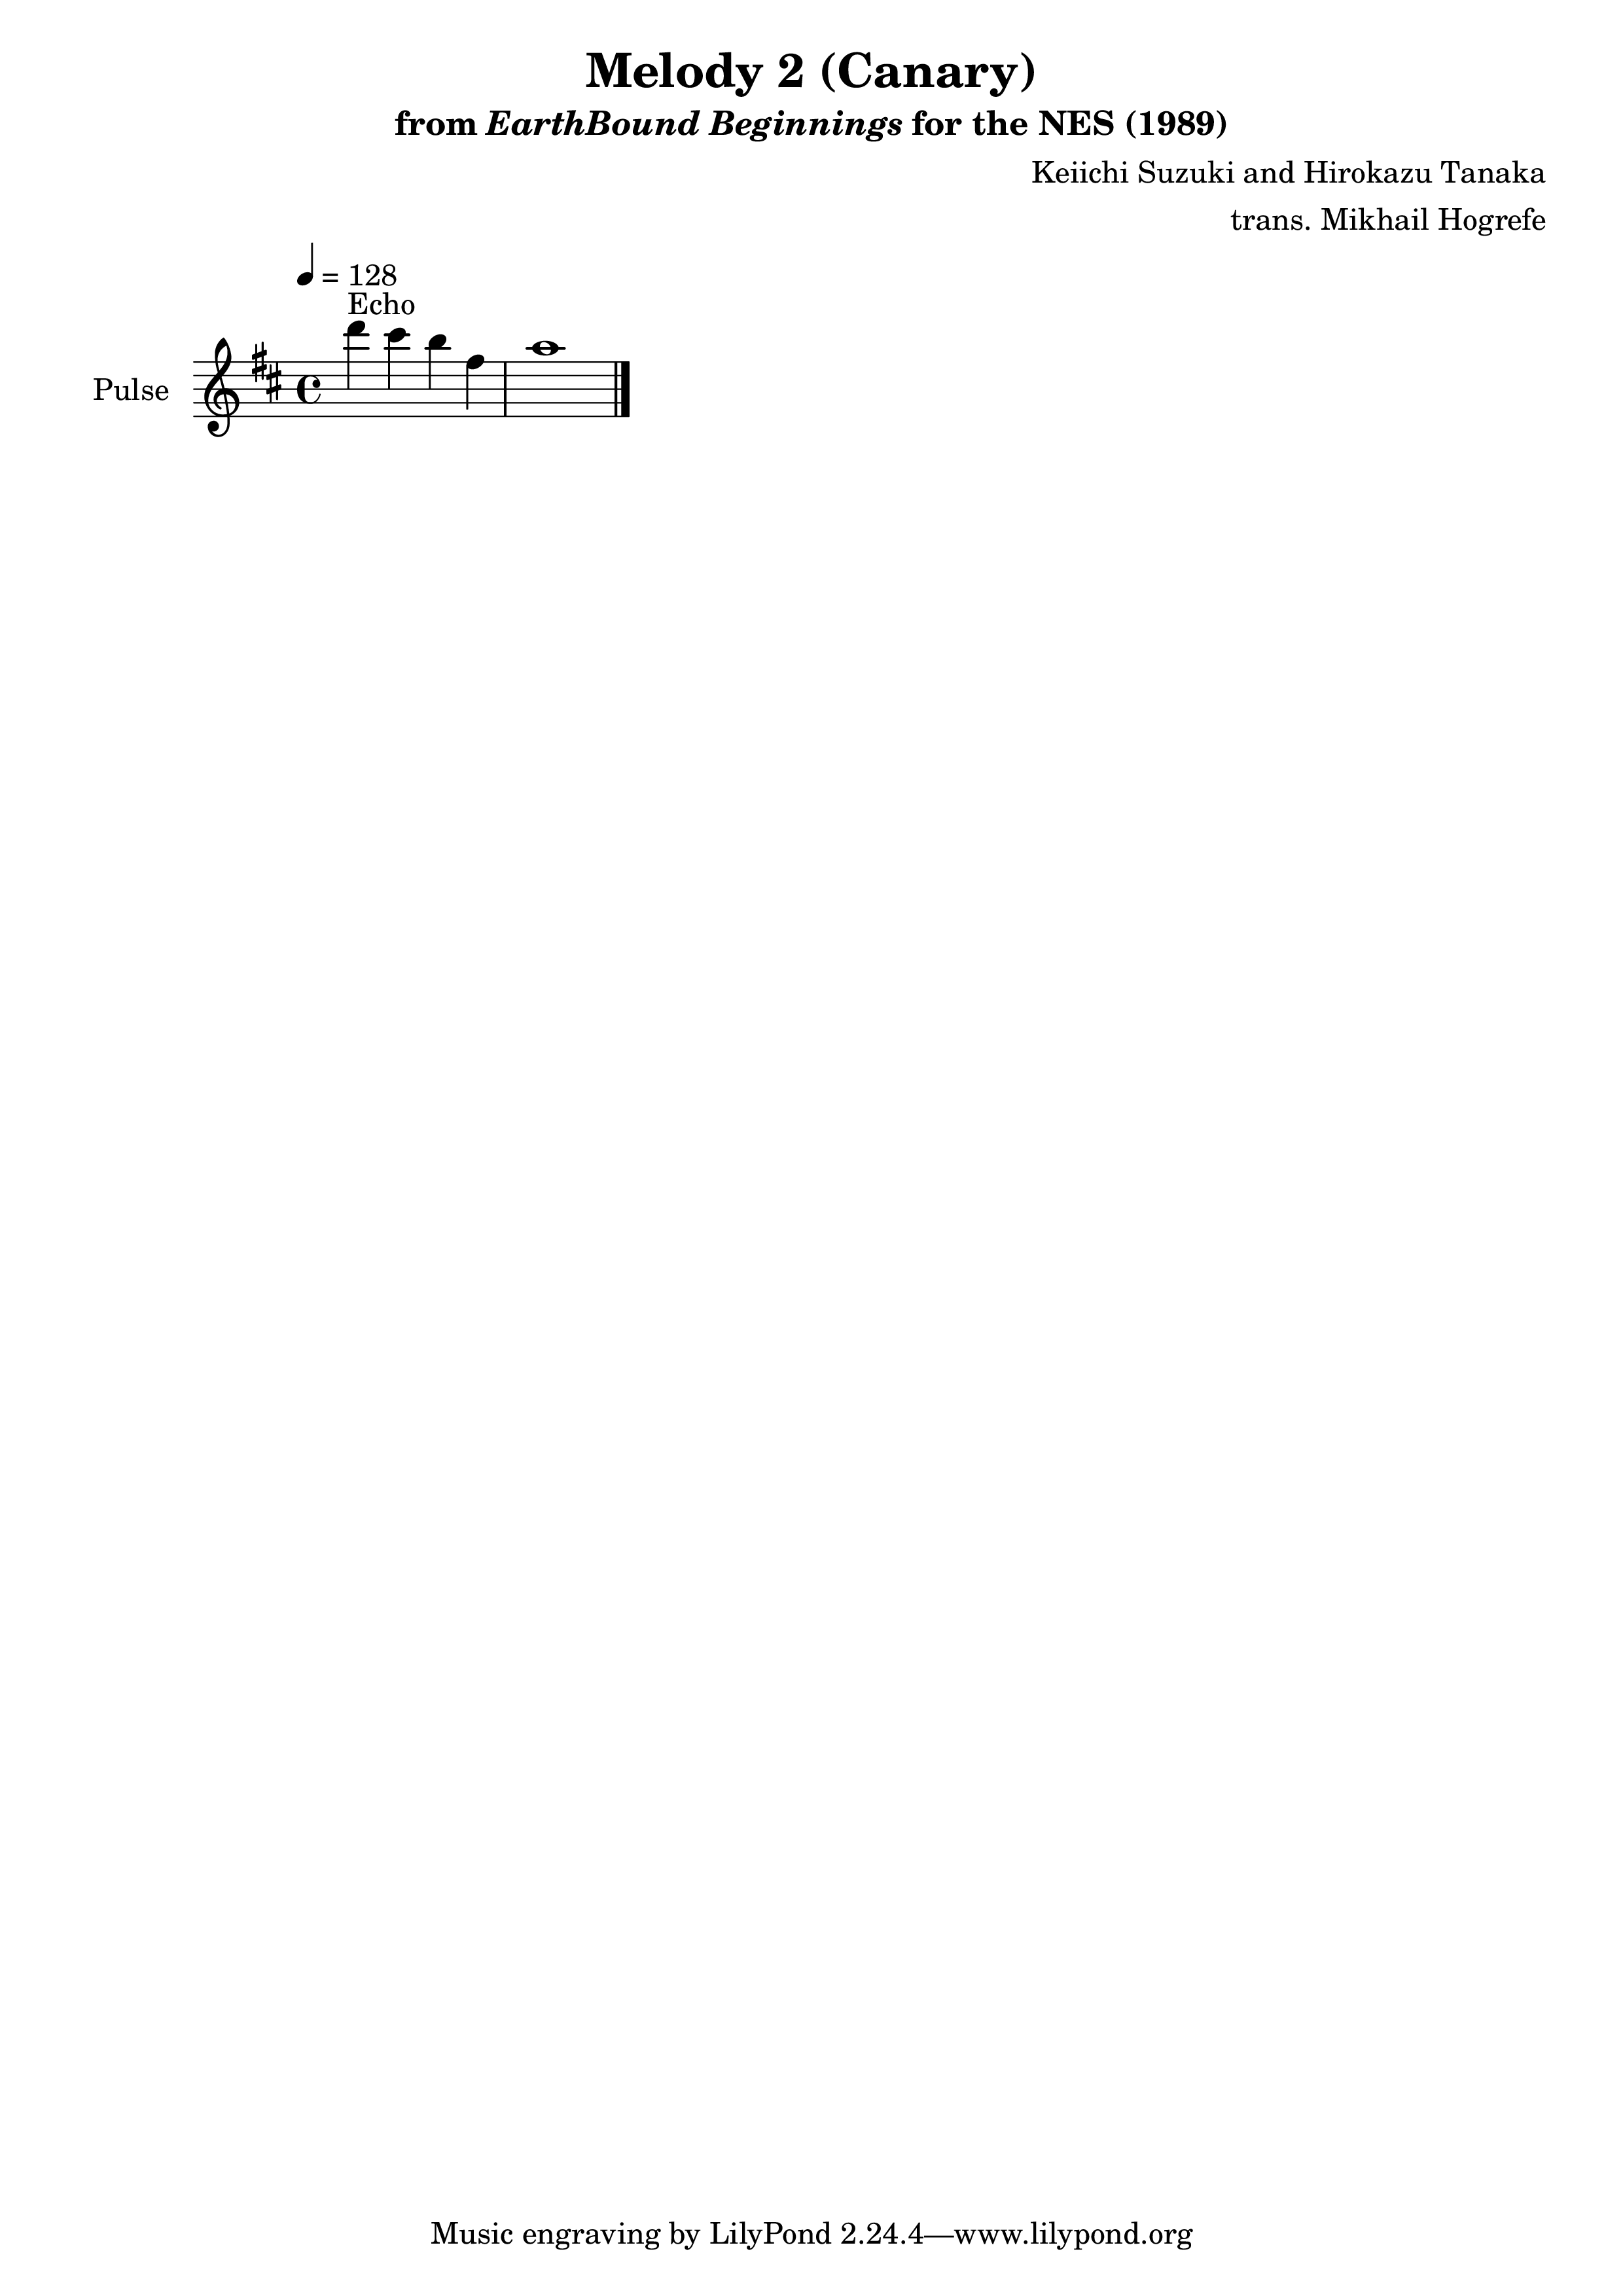 Melody 2 (Canary)
from EarthBound Beginnings for the NES (1989)
Keiichi Suzuki and Hirokazu Tanaka
trans. Mikhail Hogrefe
= 128
Echo
Pulse
Music engraving by LilyPond 2.24.4—www.lilypond.org